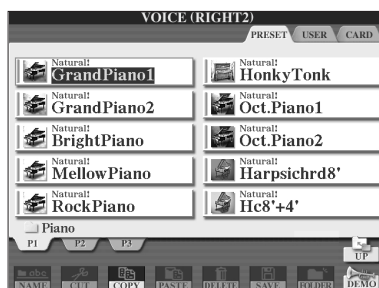 VOICE (RIGHT2)
PRESET USER CARD
Natural!
GrandPiano1
Natural!
GrandPiano2
Natural!
BrightPiano
Natural!
MellowPiano
Natural!
RockPiano
Natural!
HonkyTonk
Natural!
Oct.Piano1
Natural!
Oct.Piano2
Natural!
Harpsichrd8'
Natural!
Hc8'+4'
Piano
P1 P2 P3
UP
abc
NAME CUT COPY PASTE DELETE SAVE FOLDER DEMO